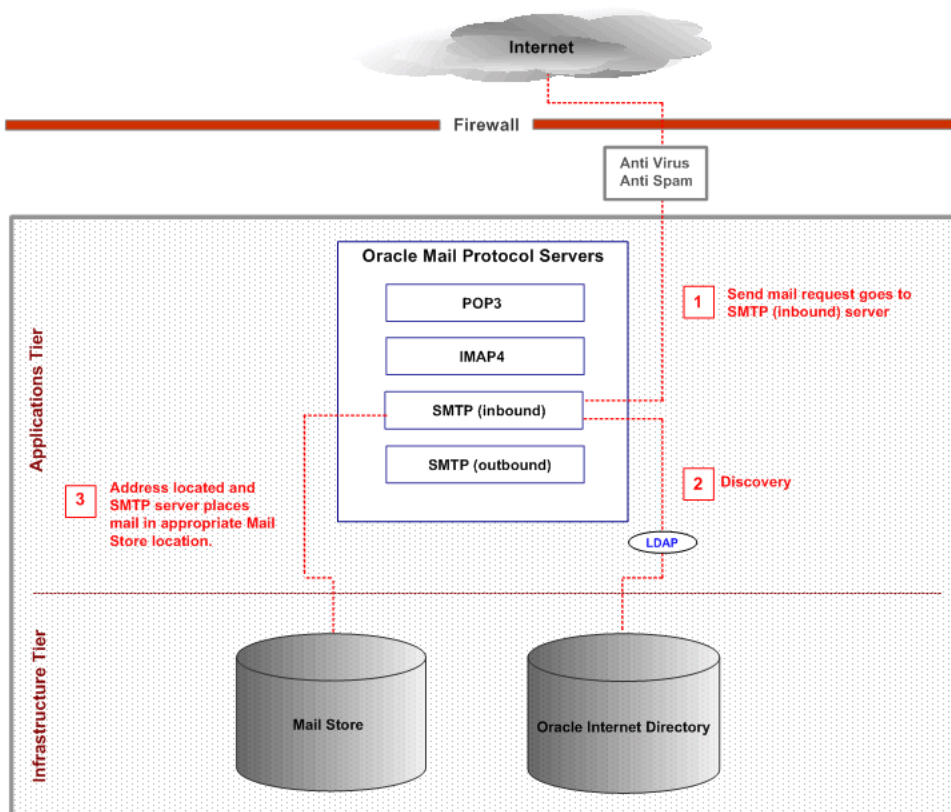 Internet
Firewall
Anti Virus
Anti Spam
Oracle Mail Protocol Servers
POP3
IMAP4
SMTP (inbound)
SMTP (outbound)
1
Send mail request goes to
SMTP (inbound) server
2
Discovery
LDAP
3
Address located and
SMTP server places
mail in appropriate Mail
Store location.
Applications Tier
Infrastructure Tier
Mail Store
Oracle Internet Directory